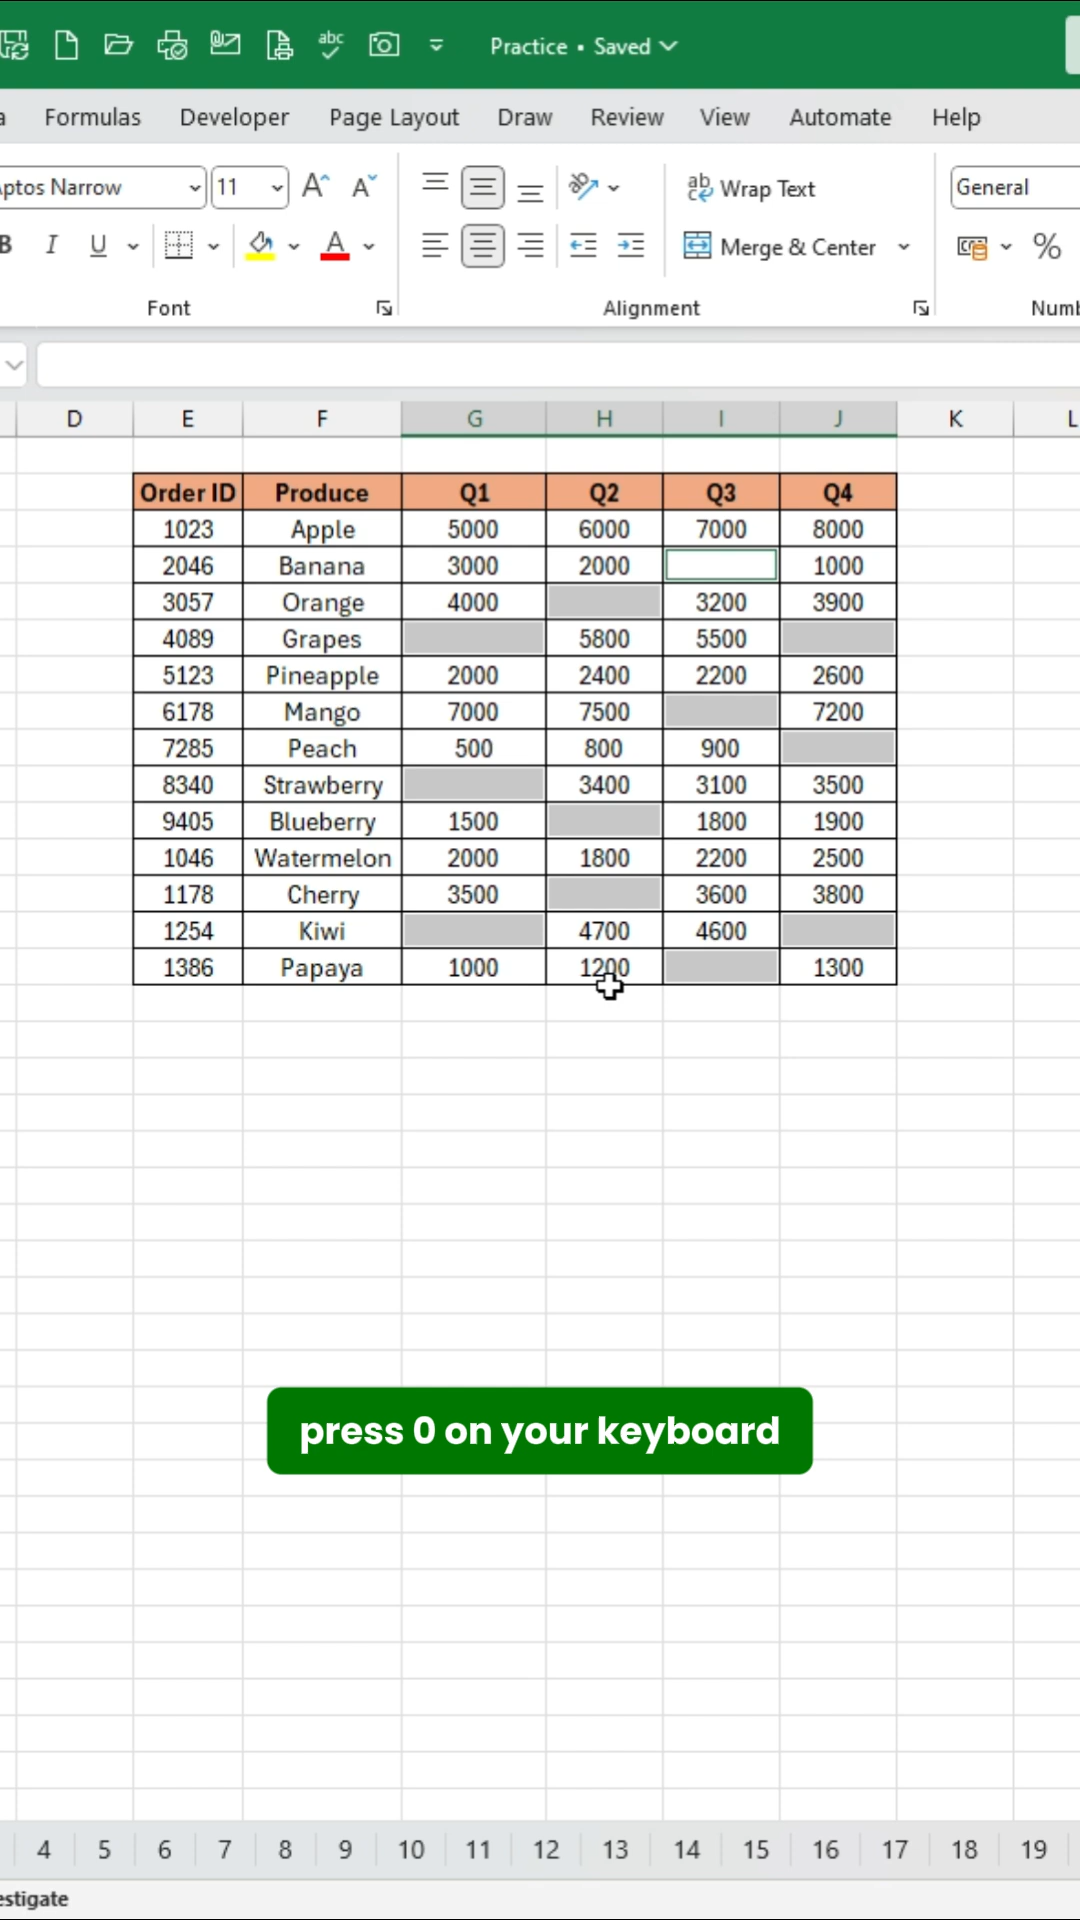 Practice • Saved
Formulas Developer Page Layout Draw Review View Automate Help
ptos Narrow 11 Wrap Text General
B I U A Merge & Center %
Font Alignment Numb
D E F G H I J K L
Order ID Produce Q1 Q2 Q3 Q4
1023 Apple 5000 6000 7000 8000
2046 Banana 3000 2000 1000
3057 Orange 4000 3200 3900
4089 Grapes 5800 5500
5123 Pineapple 2000 2400 2200 2600
6178 Mango 7000 7500 7200
7285 Peach 500 800 900
8340 Strawberry 3400 3100 3500
9405 Blueberry 1500 1800 1900
1046 Watermelon 2000 1800 2200 2500
1178 Cherry 3500 3600 3800
1254 Kiwi 4700 4600
1386 Papaya 1000 1200 1300
press 0 on your keyboard
4 5 6 7 8 9 10 11 12 13 14 15 16 17 18 19
estigate